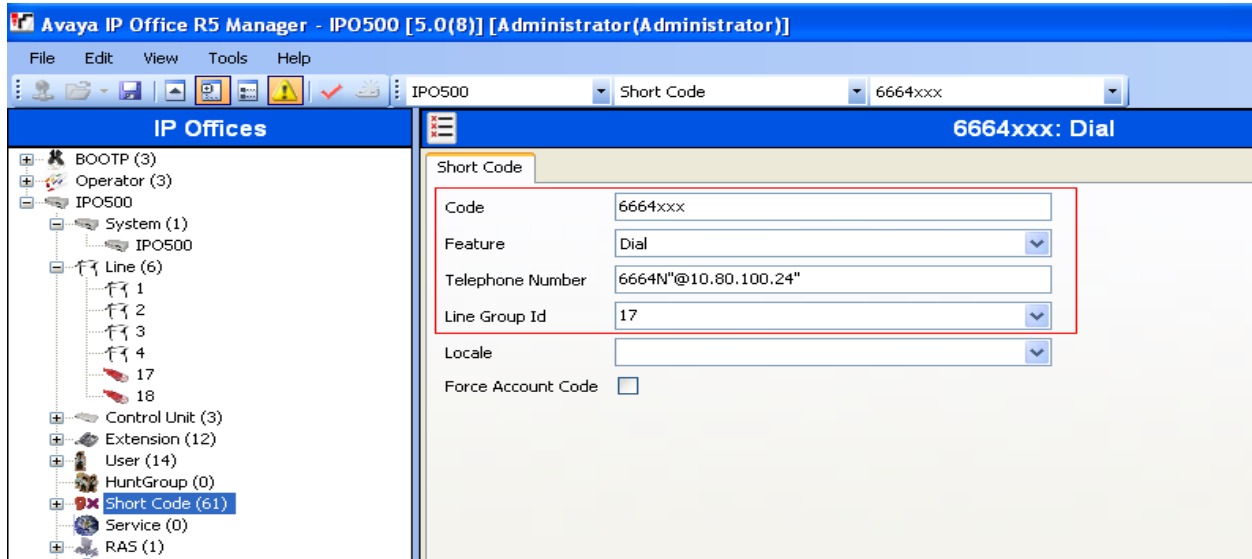 Avaya IP Office R5 Manager - IPO500 [5.0(8)] [Administrator(Administrator)]
File Edit View Tools Help
IPO500 Short Code 6664xxx
IP Offices
BOOTP (3)
Operator (3)
IPO500
System (1)
IPO500
Line (6)
1
2
3
4
17
18
Control Unit (3)
Extension (12)
User (14)
HuntGroup (0)
Short Code (61)
Service (0)
RAS (1)
6664xxx: Dial
Short Code
Code 6664xxx
Feature Dial
Telephone Number 6664N"@10.80.100.24"
Line Group Id 17
Locale
Force Account Code